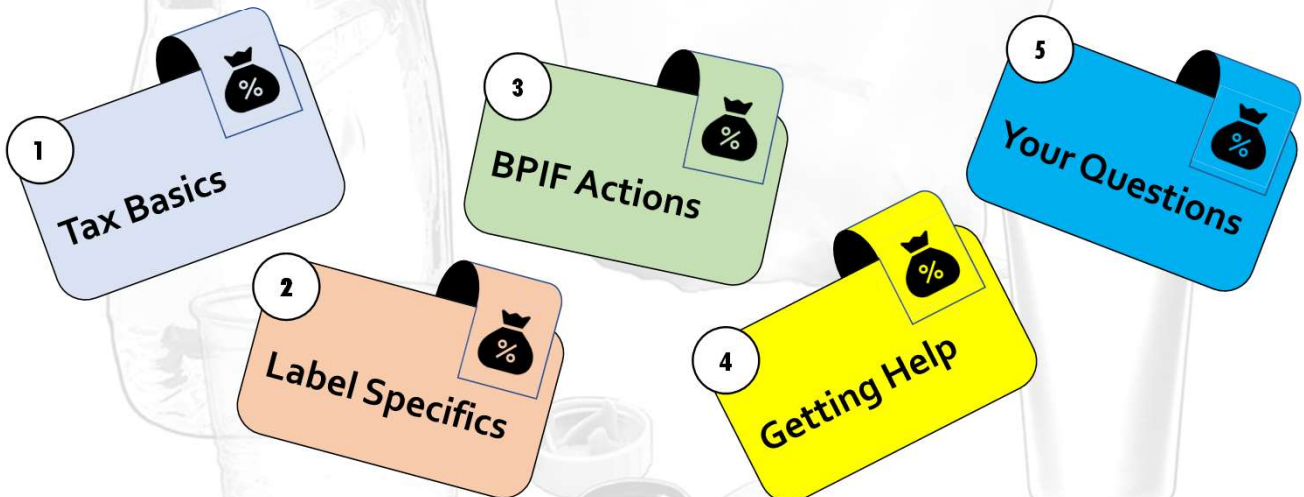 1
Tax Basics
%
2
Label Specifics
%
3
BPIF Actions
%
4
Getting Help
%
5
Your Questions
%